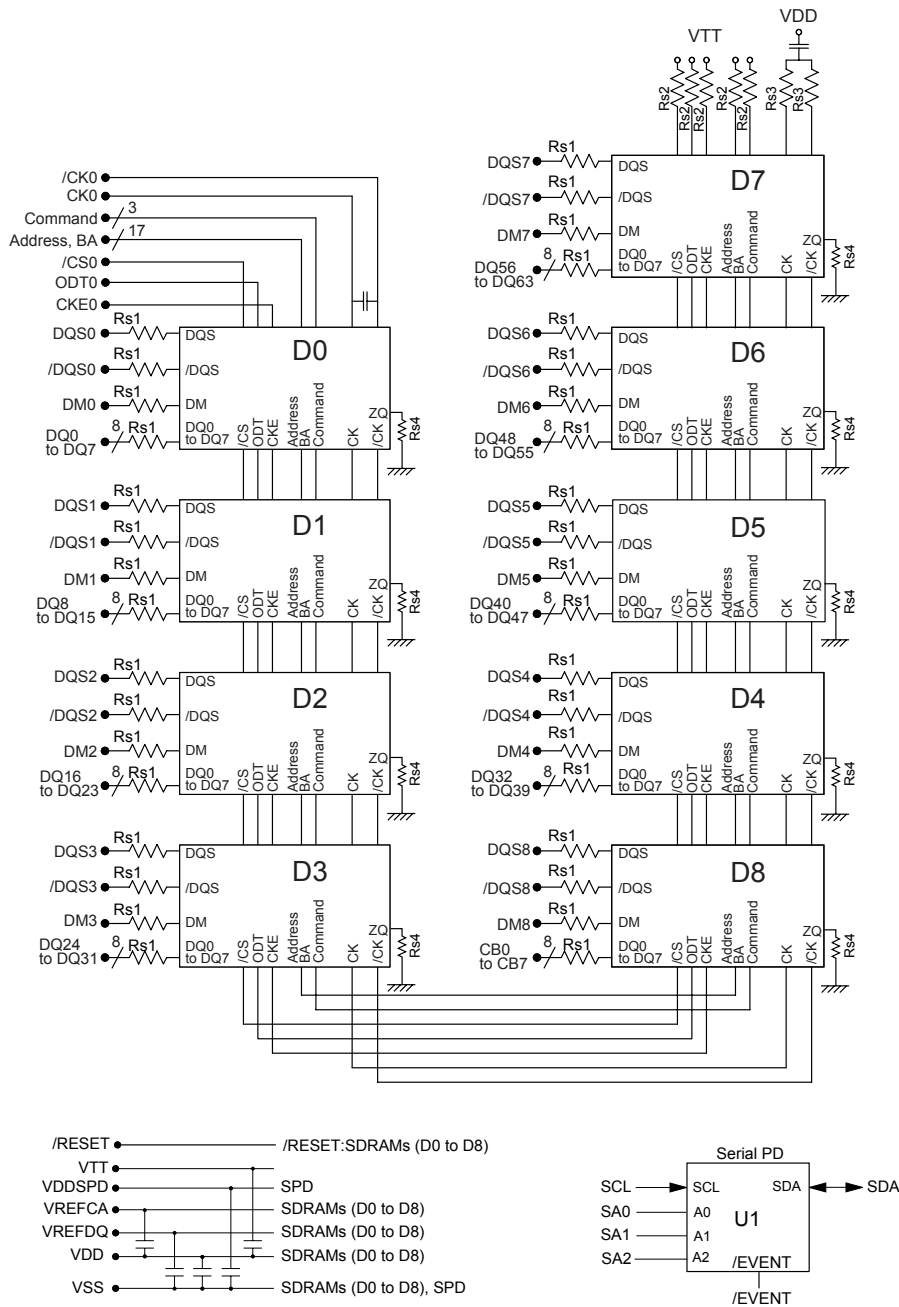 VDD
VTT
Rs2
Rs2
Rs2
Rs2
Rs2
Rs3
Rs3
/CK0
CK0
Command 3
Address, BA 17
/CS0
ODT0
CKE0
DQS0 Rs1 DQS
/DQS0 Rs1 /DQS
DM0 Rs1 DM
DQ0 to DQ7 8 Rs1 DQ0 to DQ7
D0
/CS ODT CKE Address BA Command CK /CK ZQ Rs4
DQS1 Rs1 DQS
/DQS1 Rs1 /DQS
DM1 Rs1 DM
DQ8 to DQ15 8 Rs1 DQ0 to DQ7
D1
/CS ODT CKE Address BA Command CK /CK ZQ Rs4
DQS2 Rs1 DQS
/DQS2 Rs1 /DQS
DM2 Rs1 DM
DQ16 to DQ23 8 Rs1 DQ0 to DQ7
D2
/CS ODT CKE Address BA Command CK /CK ZQ Rs4
DQS3 Rs1 DQS
/DQS3 Rs1 /DQS
DM3 Rs1 DM
DQ24 to DQ31 8 Rs1 DQ0 to DQ7
D3
/CS ODT CKE Address BA Command CK /CK ZQ Rs4
DQS7 Rs1 DQS
/DQS7 Rs1 /DQS
DM7 Rs1 DM
DQ56 to DQ63 8 Rs1 DQ0 to DQ7
D7
/CS ODT CKE Address BA Command CK /CK ZQ Rs4
DQS6 Rs1 DQS
/DQS6 Rs1 /DQS
DM6 Rs1 DM
DQ48 to DQ55 8 Rs1 DQ0 to DQ7
D6
/CS ODT CKE Address BA Command CK /CK ZQ Rs4
DQS5 Rs1 DQS
/DQS5 Rs1 /DQS
DM5 Rs1 DM
DQ40 to DQ47 8 Rs1 DQ0 to DQ7
D5
/CS ODT CKE Address BA Command CK /CK ZQ Rs4
DQS4 Rs1 DQS
/DQS4 Rs1 /DQS
DM4 Rs1 DM
DQ32 to DQ39 8 Rs1 DQ0 to DQ7
D4
/CS ODT CKE Address BA Command CK /CK ZQ Rs4
DQS8 Rs1 DQS
/DQS8 Rs1 /DQS
DM8 Rs1 DM
CB0 to CB7 8 Rs1 DQ0 to DQ7
D8
/CS ODT CKE Address BA Command CK /CK ZQ Rs4
/RESET /RESET:SDRAMs (D0 to D8)
VTT
VDDSPD SPD
VREFCA SDRAMs (D0 to D8)
VREFDQ SDRAMs (D0 to D8)
VDD SDRAMs (D0 to D8)
VSS SDRAMs (D0 to D8), SPD
Serial PD
SCL SCL SDA SDA
SA0 A0
U1
SA1 A1
SA2 A2
/EVENT
/EVENT